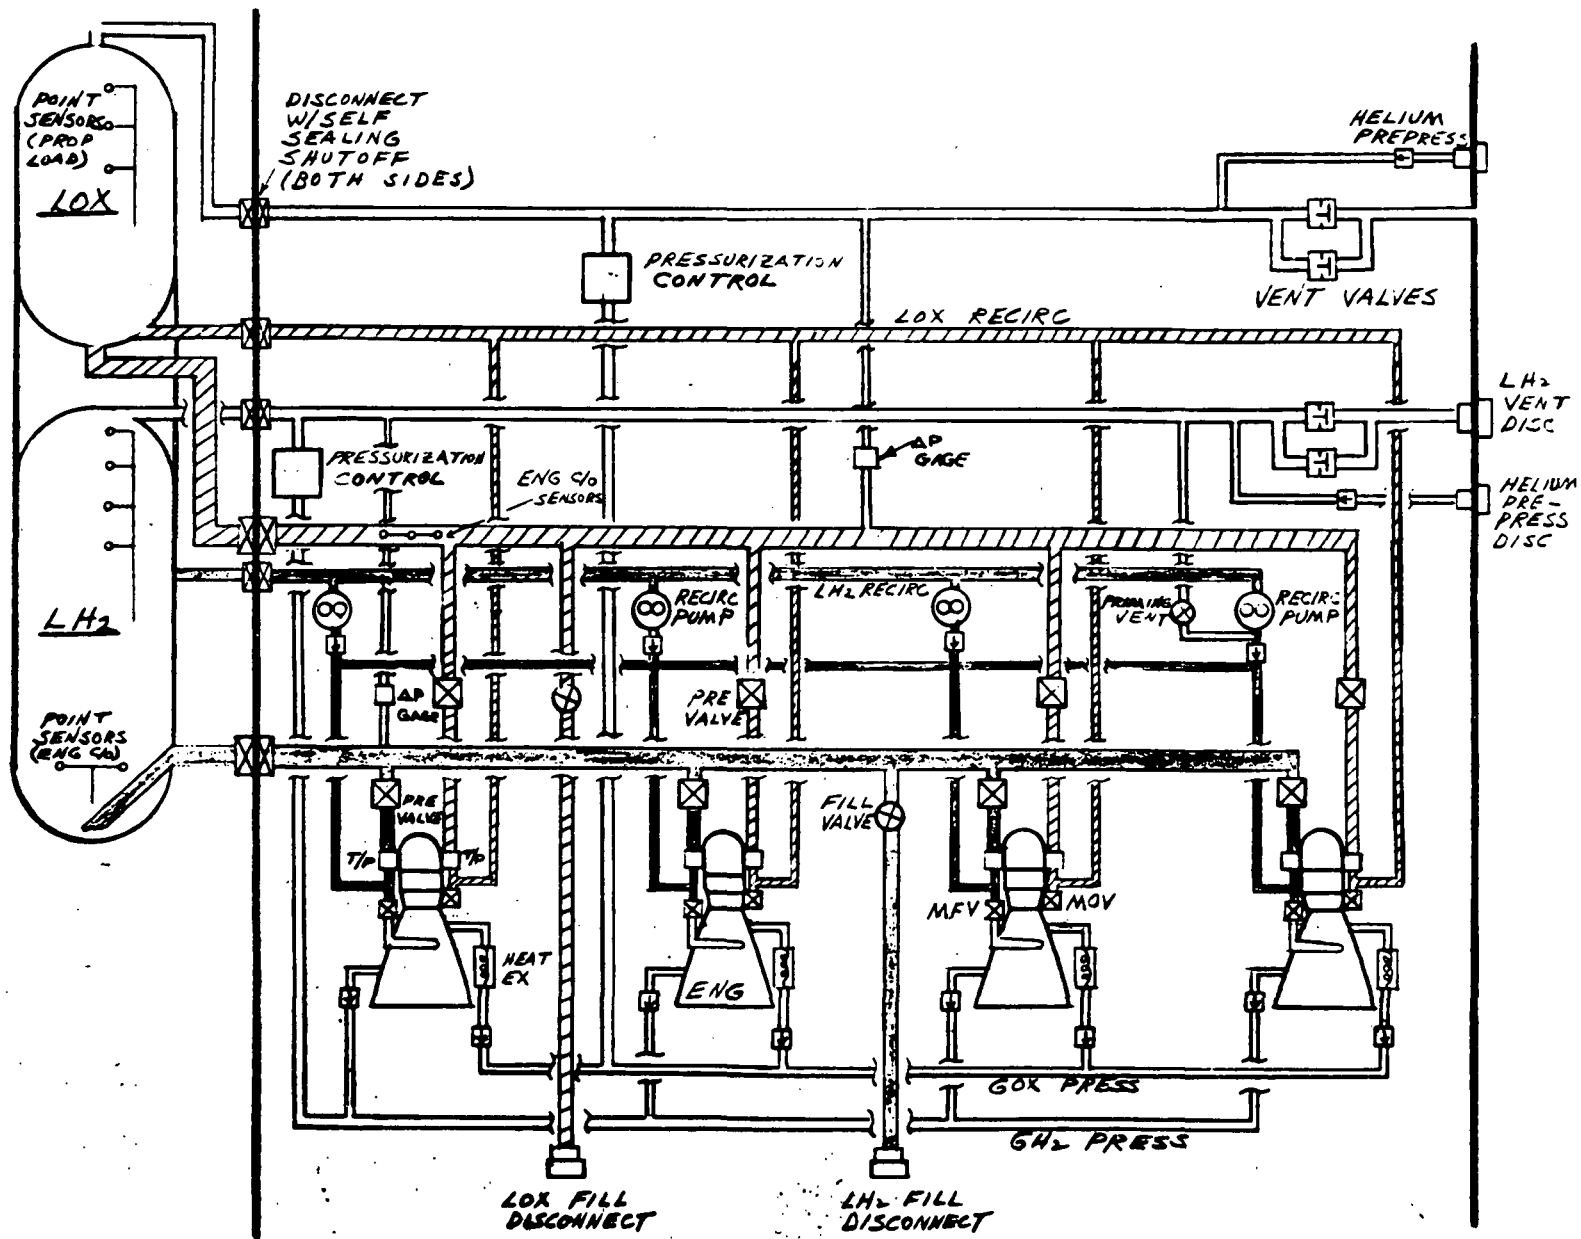 POINT
SENSORS
(PROP
LOAD)
LOX
DISCONNECT
W/SELF
SEALING
SHUTOFF
(BOTH SIDES)
HELIUM
PREPRESS
PRESSURIZATION
CONTROL
VENT VALVES
LOX RECIRC
LH2
VENT
DISC
PRESSURIZATION
CONTROL
ENG C/O
SENSORS
ΔP
GAGE
HELIUM
PRE-
PRESS
DISC
LH2
RECIRC
PUMP
LH2 RECIRC
PRIMING
VENT
RECIRC
PUMP
ΔP
GAGE
PRE
VALVE
POINT
SENSORS
(ENG C/O)
PRE
VALVE
FILL
VALVE
T/P
T/P
MFV
MOV
HEAT
EX
ENG
GOX PRESS
GH2 PRESS
LOX FILL
DISCONNECT
LH2 FILL
DISCONNECT